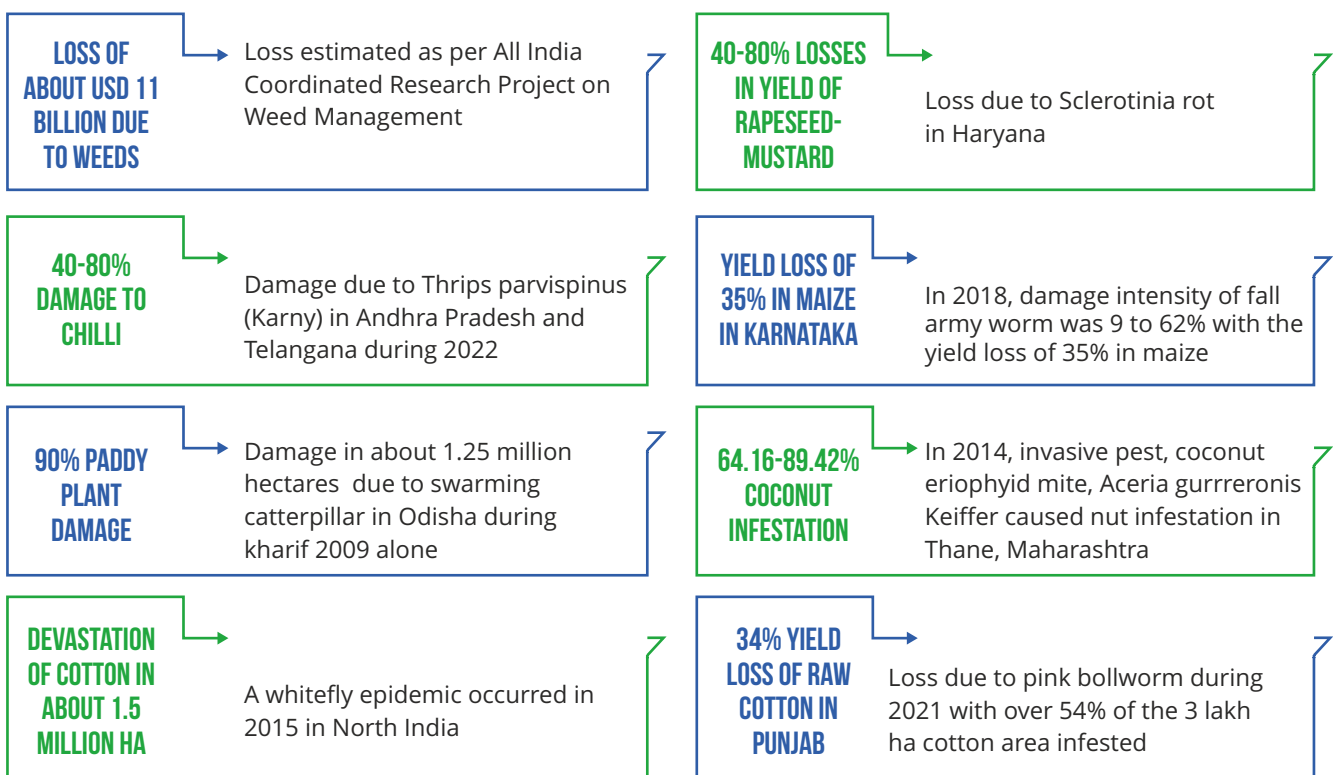 LOSS OF
ABOUT USD 11
BILLION DUE
TO WEEDS
Loss estimated as per All India
Coordinated Research Project on
Weed Management
40-80% LOSSES
IN YIELD OF
RAPESEED-
MUSTARD
Loss due to Sclerotinia rot
in Haryana
40-80%
DAMAGE TO
CHILLI
Damage due to Thrips parvispinus
(Karny) in Andhra Pradesh and
Telangana during 2022
YIELD LOSS OF
35% IN MAIZE
IN KARNATAKA
In 2018, damage intensity of fall
army worm was 9 to 62% with the
yield loss of 35% in maize
90% PADDY
PLANT
DAMAGE
Damage in about 1.25 million
hectares due to swarming
catterpillar in Odisha during
kharif 2009 alone
64.16-89.42%
COCONUT
INFESTATION
In 2014, invasive pest, coconut
eriophyid mite, Aceria gurrreronis
Keiffer caused nut infestation in
Thane, Maharashtra
DEVASTATION
OF COTTON IN
ABOUT 1.5
MILLION HA
A whitefly epidemic occurred in
2015 in North India
34% YIELD
LOSS OF RAW
COTTON IN
PUNJAB
Loss due to pink bollworm during
2021 with over 54% of the 3 lakh
ha cotton area infested